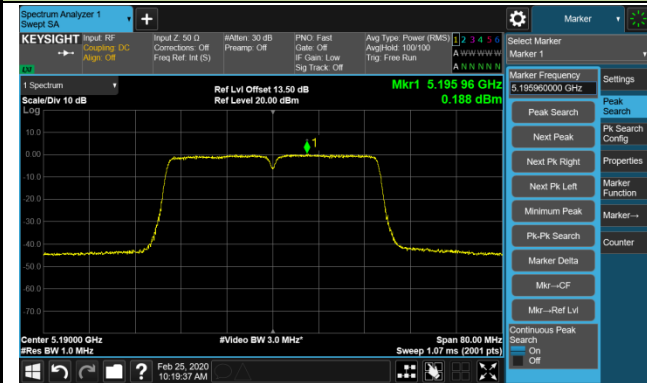 Spectrum Analyzer 1
Swept SA
Marker
KEYSIGHT
Input: RF
Coupling: DC
Align: Off
Input Z: 50 Ω
Corrections: Off
Freq Ref: Int (S)
#Atten: 30 dB
Preamp: Off
PNO: Fast
Gate: Off
IF Gain: Low
Sig Track: Off
Avg Type: Power (RMS)
Avg|Hold: 100/100
Trig: Free Run
1 2 3 4 5 6
A W W W W W
A N N N N N
Select Marker
Marker 1
1 Spectrum
Scale/Div 10 dB
Log
Ref Lvl Offset 13.50 dB
Ref Level 20.00 dBm
Mkr1 5.195 96 GHz
0.188 dBm
10.0
0.00
-10.0
-20.0
-30.0
-40.0
-50.0
-60.0
-70.0
1
Center 5.19000 GHz
#Res BW 1.0 MHz
#Video BW 3.0 MHz*
Span 80.00 MHz
Sweep 1.07 ms (2001 pts)
Marker Frequency
5.195960000 GHz
Peak Search
Next Peak
Next Pk Right
Next Pk Left
Minimum Peak
Pk-Pk Search
Marker Delta
Mkr→CF
Mkr→Ref Lvl
Continuous Peak
Search
On
Off
Settings
Peak
Search
Pk Search
Config
Properties
Marker
Function
Marker→
Counter
Feb 25, 2020
10:19:37 AM